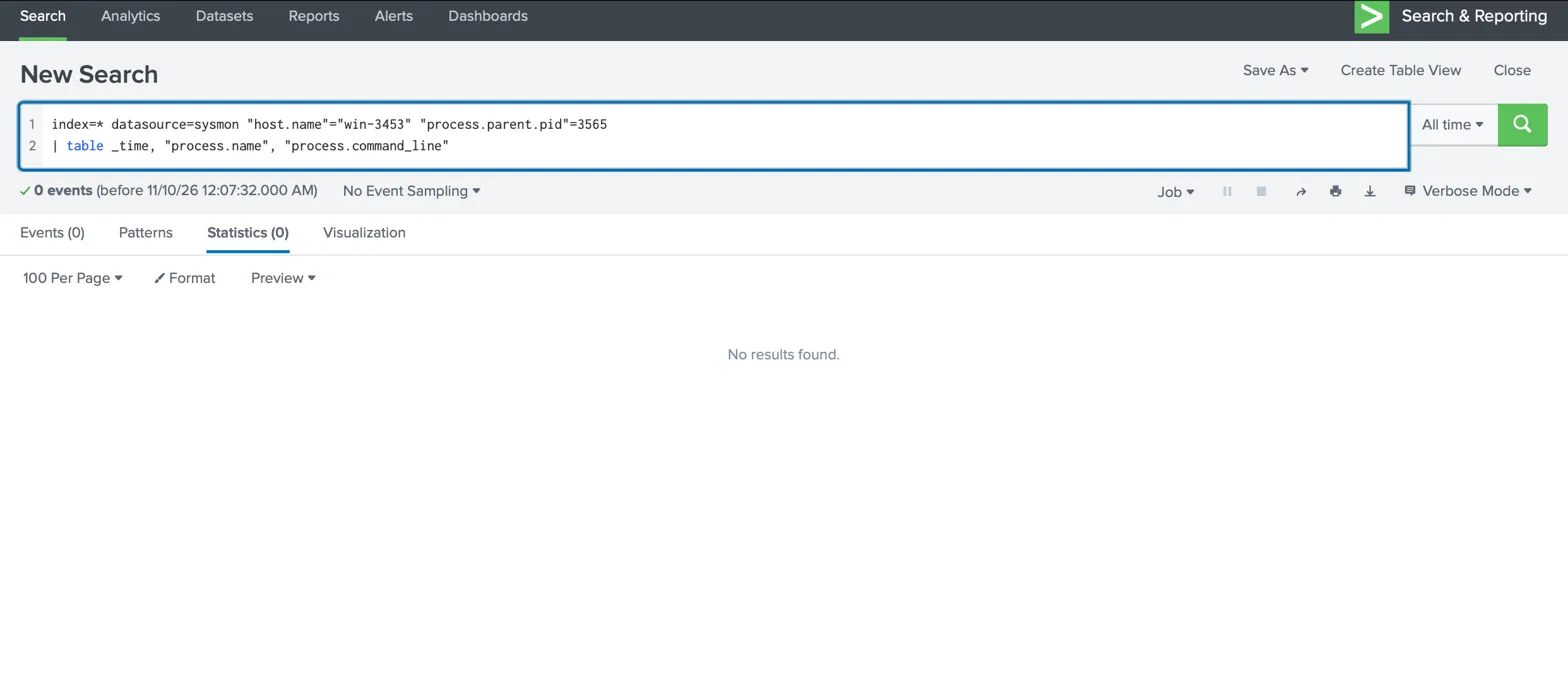 Search Analytics Datasets Reports Alerts Dashboards Search & Reporting
New Search Save As Create Table View Close
1 index=* datasource=sysmon "host.name"="win-3453" "process.parent.pid"=3565 All time
2 | table _time, "process.name", "process.command_line"
0 events (before 11/10/26 12:07:32.000 AM) No Event Sampling Job Verbose Mode
Events (0) Patterns Statistics (0) Visualization
100 Per Page Format Preview
No results found.